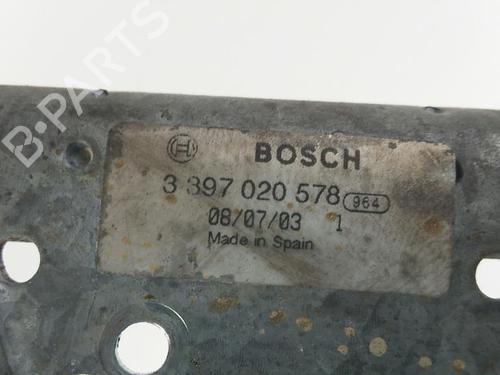 BOSCH
3 397 020 578 964
08/07/03 1
Made in Spain
B-PARTS